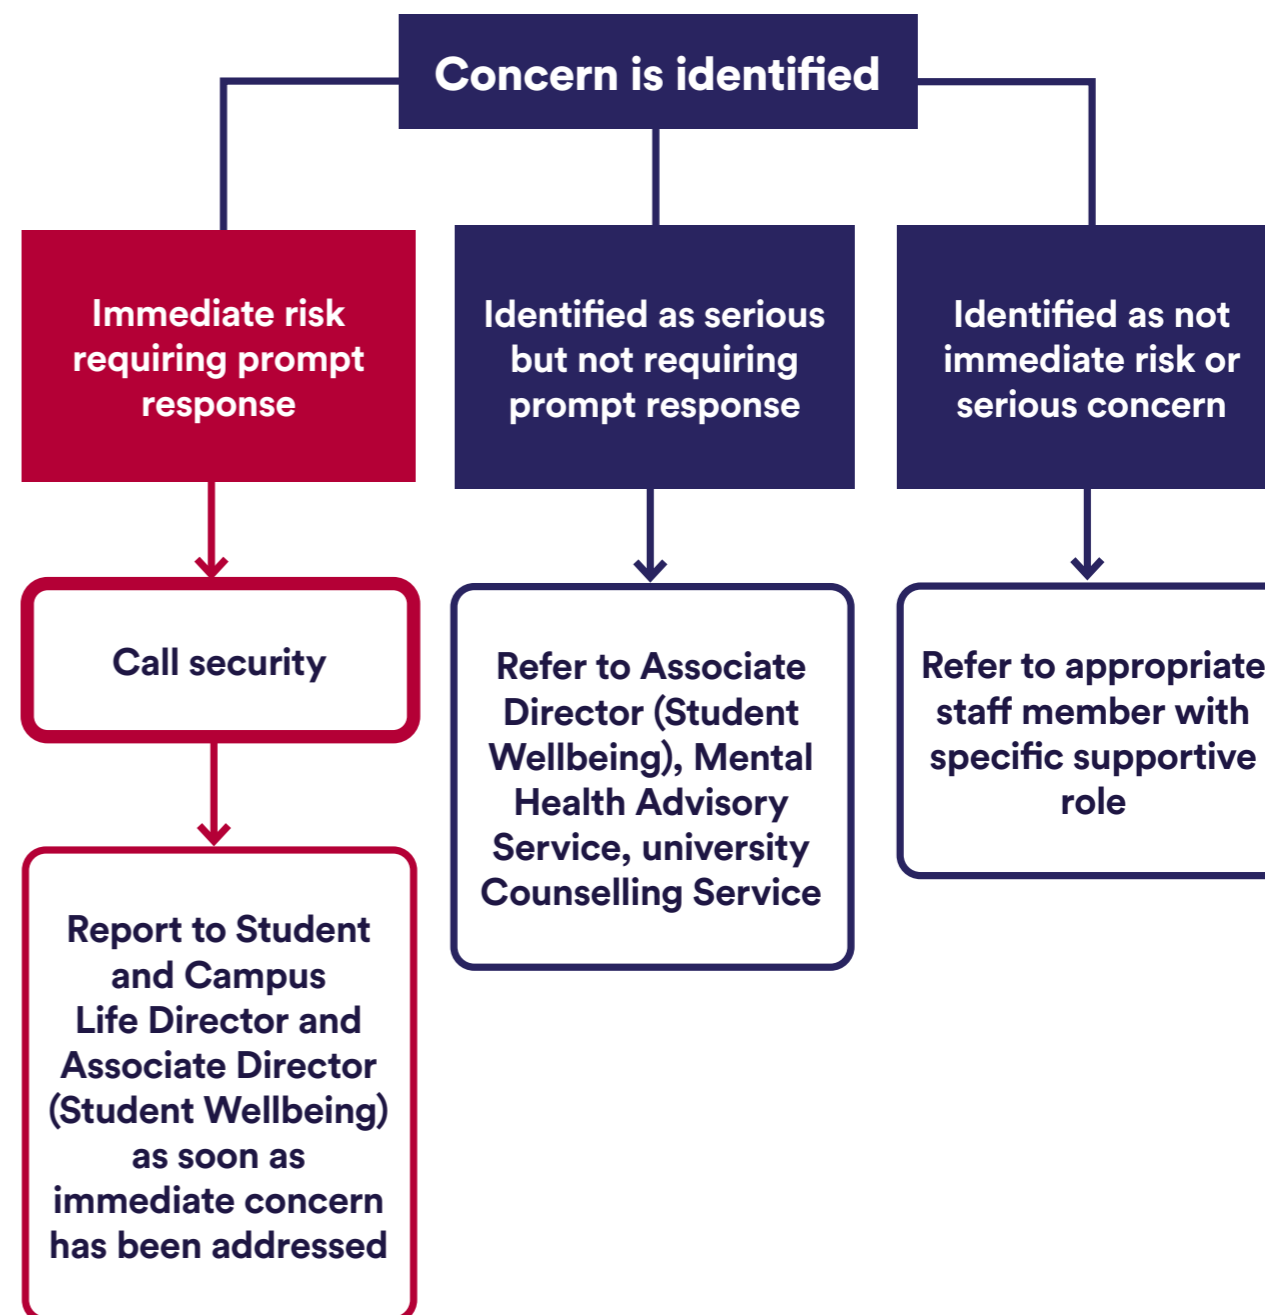 Concern is identified
Immediate risk
requiring prompt
response
Identified as serious
but not requiring
prompt response
Identified as not
immediate risk or
serious concern
Call security
Refer to Associate
Director (Student
Wellbeing), Mental
Health Advisory
Service, university
Counselling Service
Refer to appropriate
staff member with
specific supportive
role
Report to Student
and Campus
Life Director and
Associate Director
(Student Wellbeing)
as soon as
immediate concern
has been addressed